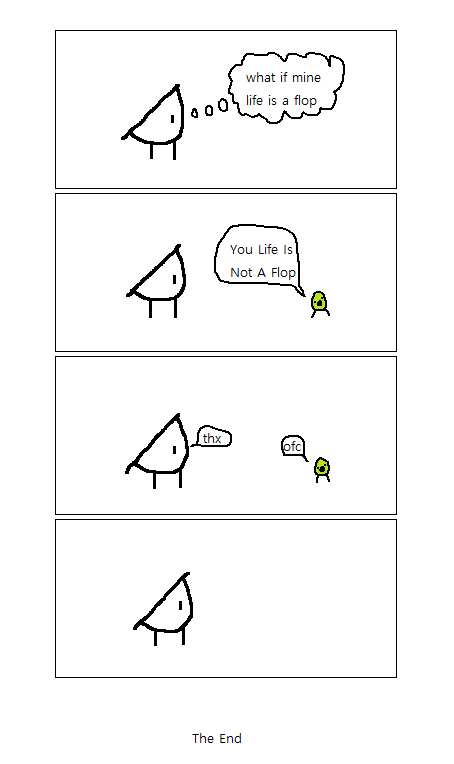 what if mine
life is a flop
You Life Is
Not A Flop
thx
ofc
The End